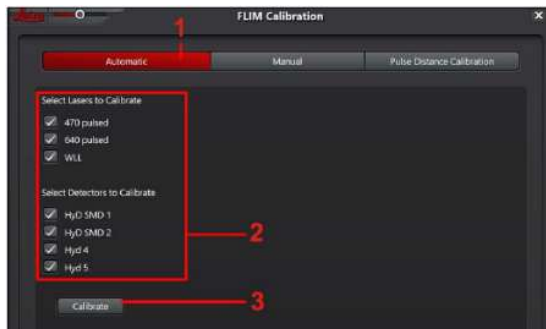 Leica
FLIM Calibration
x
1
Automatic
Manual
Pulse Distance Calibration
Select Lasers to Calibrate
470 pulsed
640 pulsed
WLL
Select Detectors to Calibrate
HyD SMD 1
HyD SMD 2
Hyd 4
Hyd 5
2
Calibrate
3